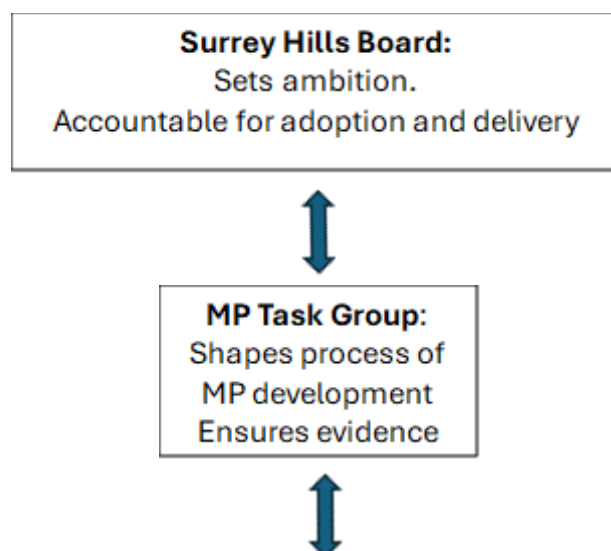 Surrey Hills Board:
Sets ambition.
Accountable for adoption and delivery
MP Task Group:
Shapes process of
MP development
Ensures evidence